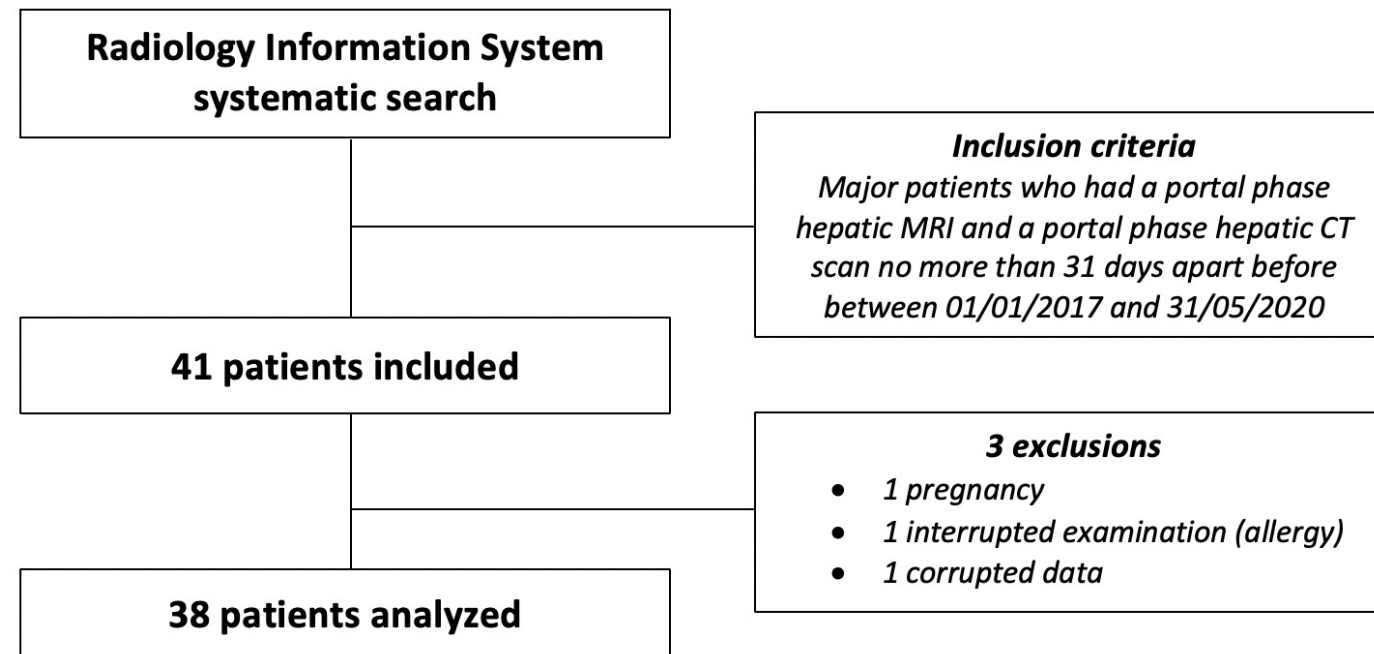 Radiology Information System
systematic search
Inclusion criteria
Major patients who had a portal phase
hepatic MRI and a portal phase hepatic CT
scan no more than 31 days apart before
between 01/01/2017 and 31/05/2020
41 patients included
3 exclusions
• 1 pregnancy
• 1 interrupted examination (allergy)
• 1 corrupted data
38 patients analyzed